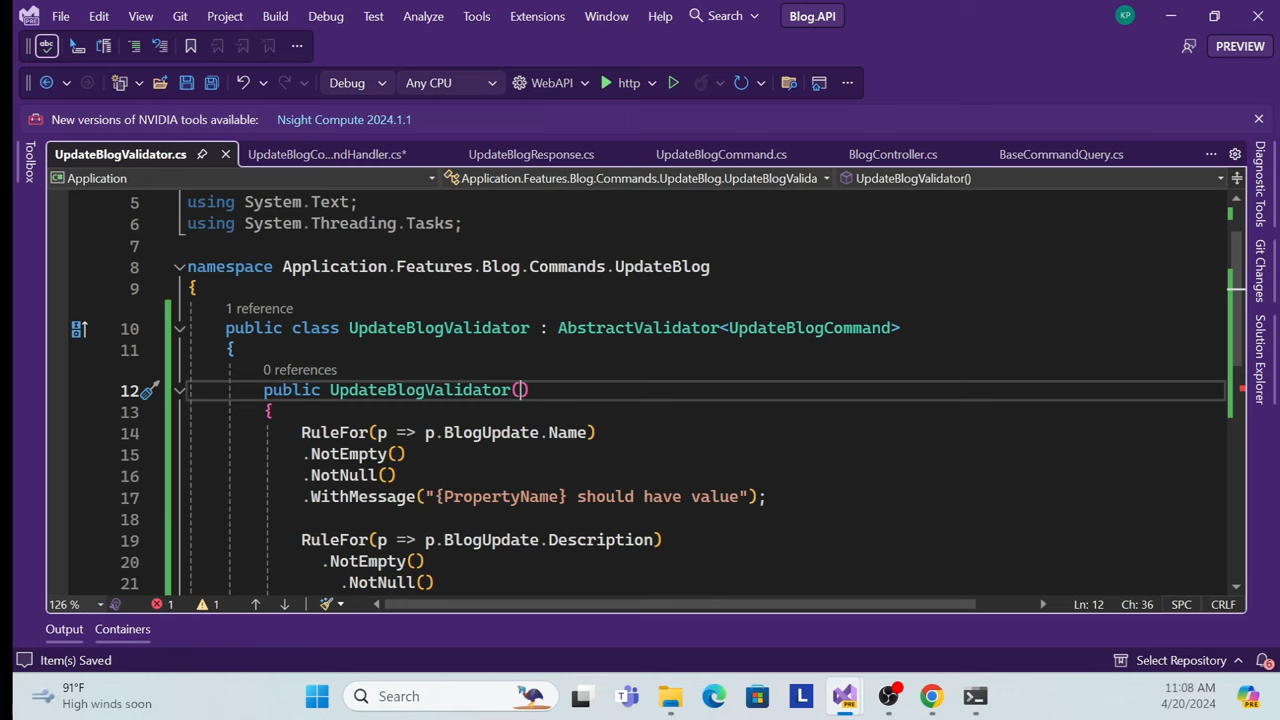 File Edit View Git Project Build Debug Test Analyze Tools Extensions Window Help Search Blog.API KP
abc PREVIEW
Debug Any CPU WebAPI http
New versions of NVIDIA tools available: Nsight Compute 2024.1.1
UpdateBlogValidator.cs UpdateBlogCo...ndHandler.cs* UpdateBlogResponse.cs UpdateBlogCommand.cs BlogController.cs BaseCommandQuery.cs
Application Application.Features.Blog.Commands.UpdateBlog.UpdateBlogValida UpdateBlogValidator()
Toolbox
Diagnostic Tools
Git Changes
Solution Explorer
5 using System.Text;
6 using System.Threading.Tasks;
7
8 namespace Application.Features.Blog.Commands.UpdateBlog
9 {
1 reference
10 public class UpdateBlogValidator : AbstractValidator<UpdateBlogCommand>
11 {
0 references
12 public UpdateBlogValidator()
13 {
14 RuleFor(p => p.BlogUpdate.Name)
15 .NotEmpty()
16 .NotNull()
17 .WithMessage("{PropertyName} should have value");
18
19 RuleFor(p => p.BlogUpdate.Description)
20 .NotEmpty()
21 .NotNull()
126 % 1 1 Ln: 12 Ch: 36 SPC CRLF
Output Containers
Item(s) Saved Select Repository 6
91°F
High winds soon
Search
L
PRE
11:08 AM
4/20/2024
PRE